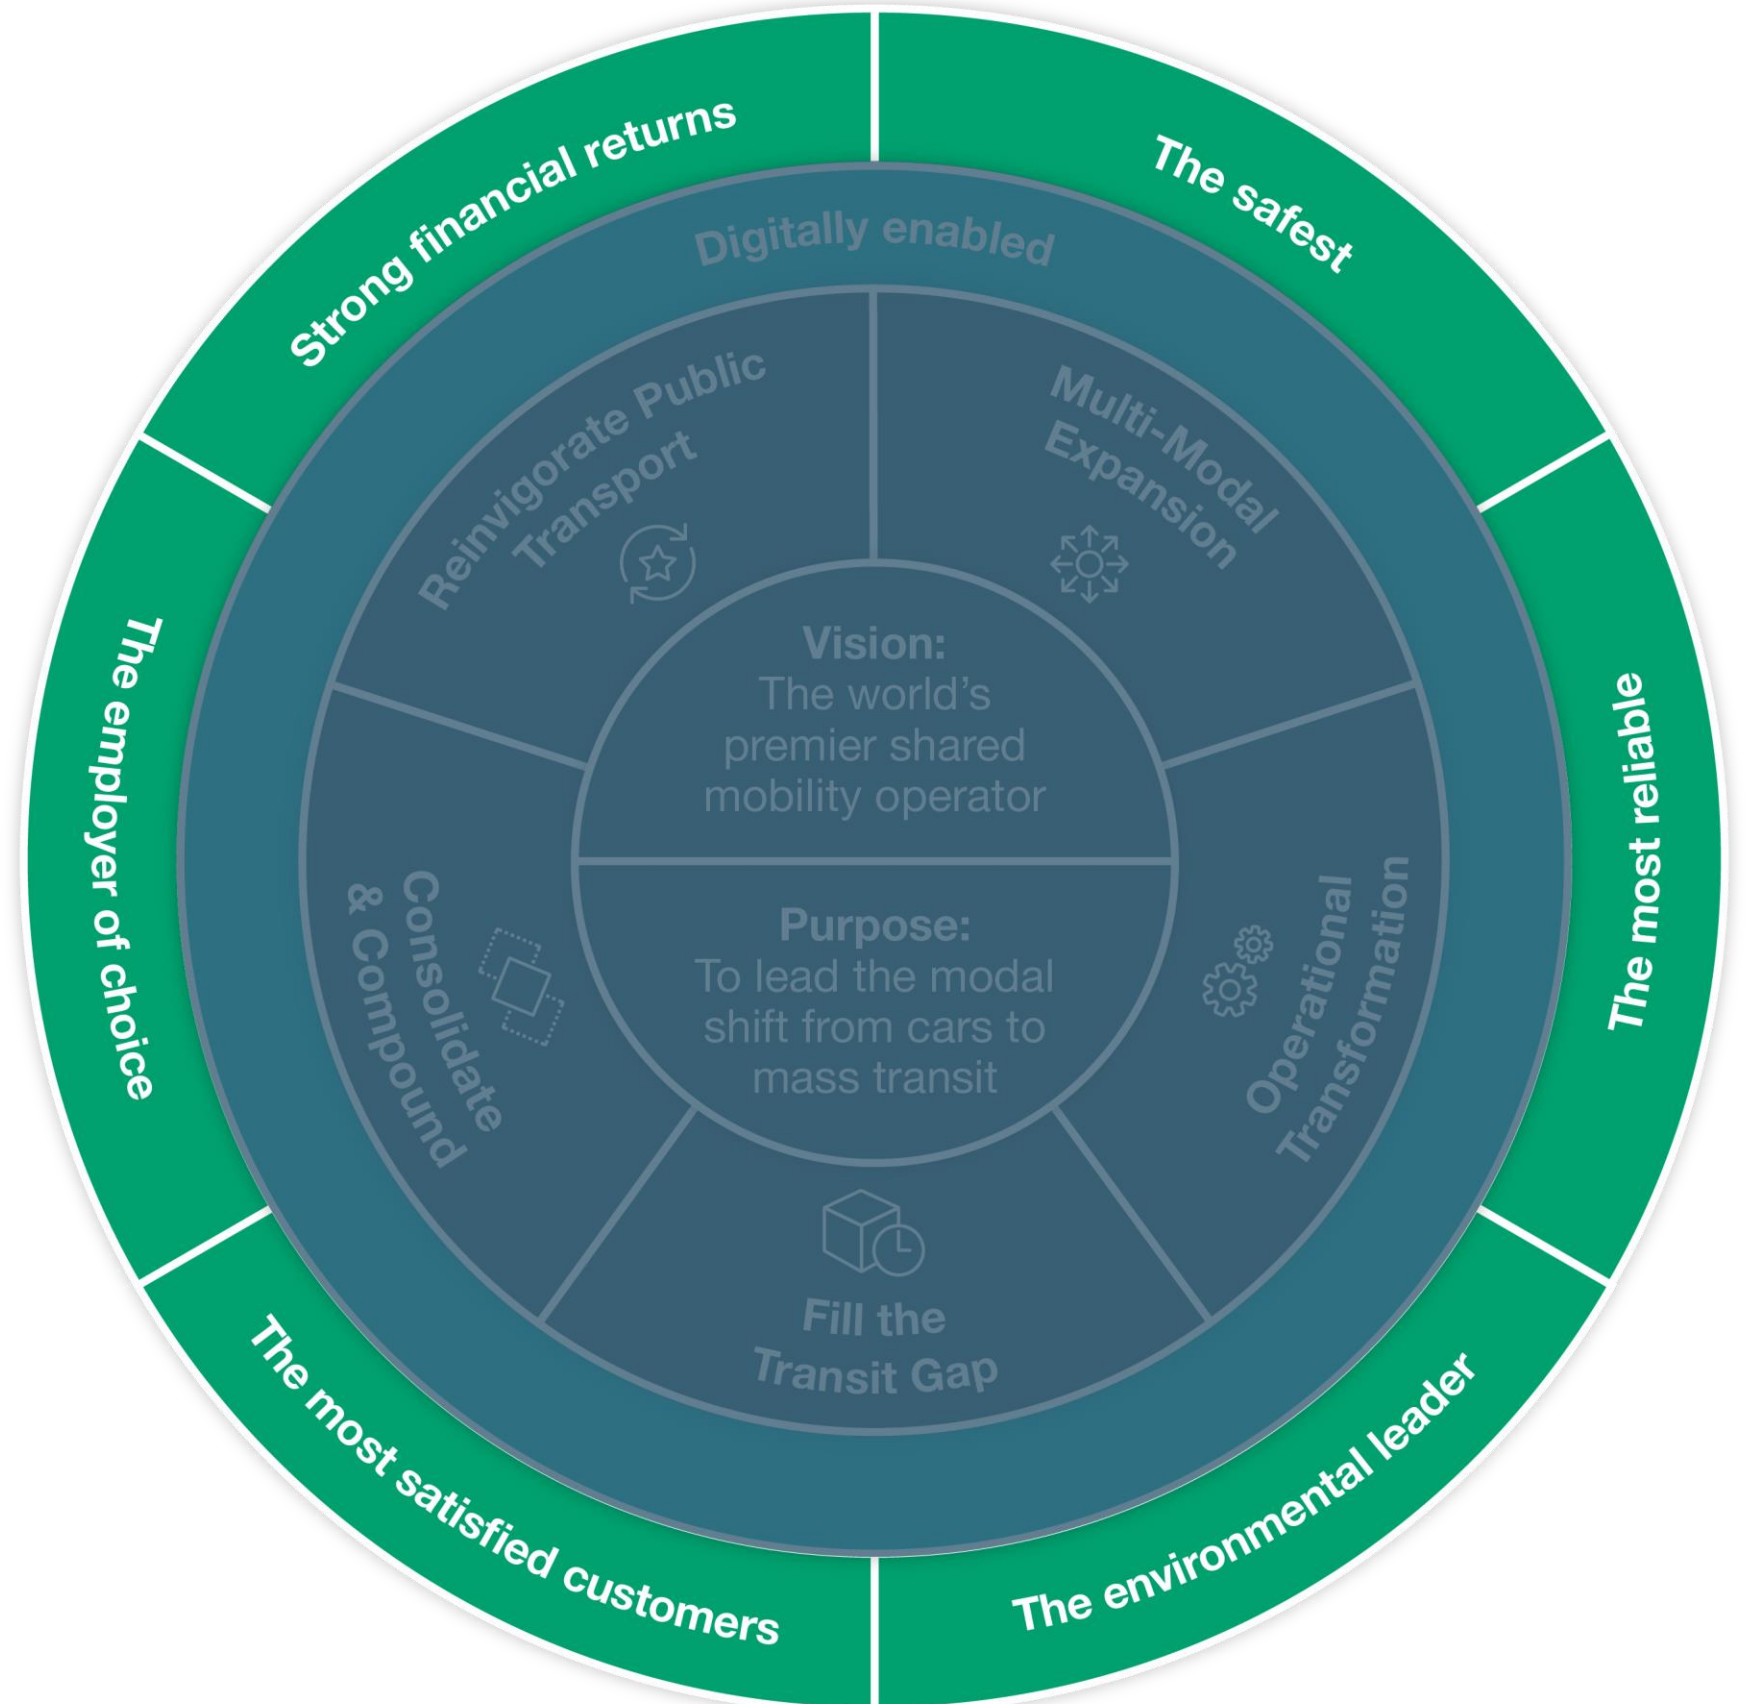 Strong financial returns
The safest
The most reliable
The environmental leader
The most satisfied customers
The employer of choice
Digitally enabled
Reinvigorate Public
Transport
Multi-Modal
Expansion
Operational
Transformation
Fill the
Transit Gap
Consolidate
& Compound
Vision:
The world’s
premier shared
mobility operator
Purpose:
To lead the modal
shift from cars to
mass transit